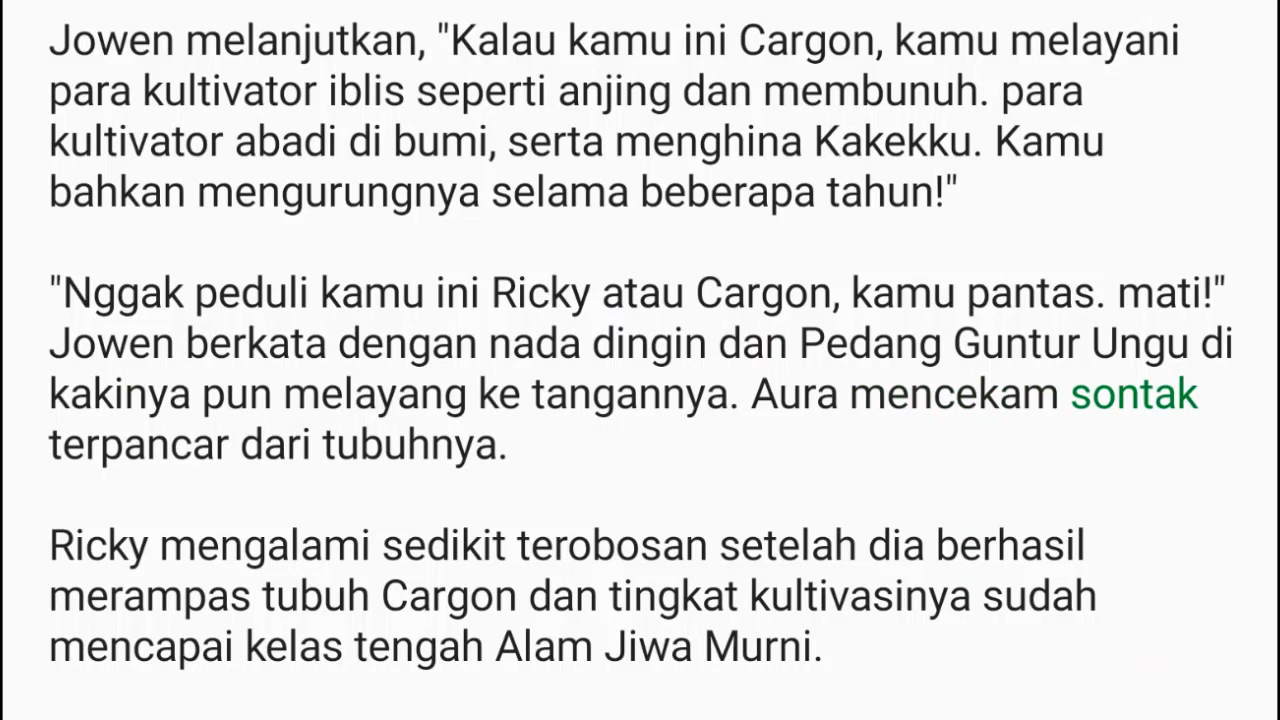 Jowen melanjutkan, "Kalau kamu ini Cargon, kamu melayani
para kultivator iblis seperti anjing dan membunuh. para
kultivator abadi di bumi, serta menghina Kakekku. Kamu
bahkan mengurungnya selama beberapa tahun!"
"Nggak peduli kamu ini Ricky atau Cargon, kamu pantas. mati!"
Jowen berkata dengan nada dingin dan Pedang Guntur Ungu di
kakinya pun melayang ke tangannya. Aura mencekam sontak
terpancar dari tubuhnya.
Ricky mengalami sedikit terobosan setelah dia berhasil
merampas tubuh Cargon dan tingkat kultivasinya sudah
mencapai kelas tengah Alam Jiwa Murni.